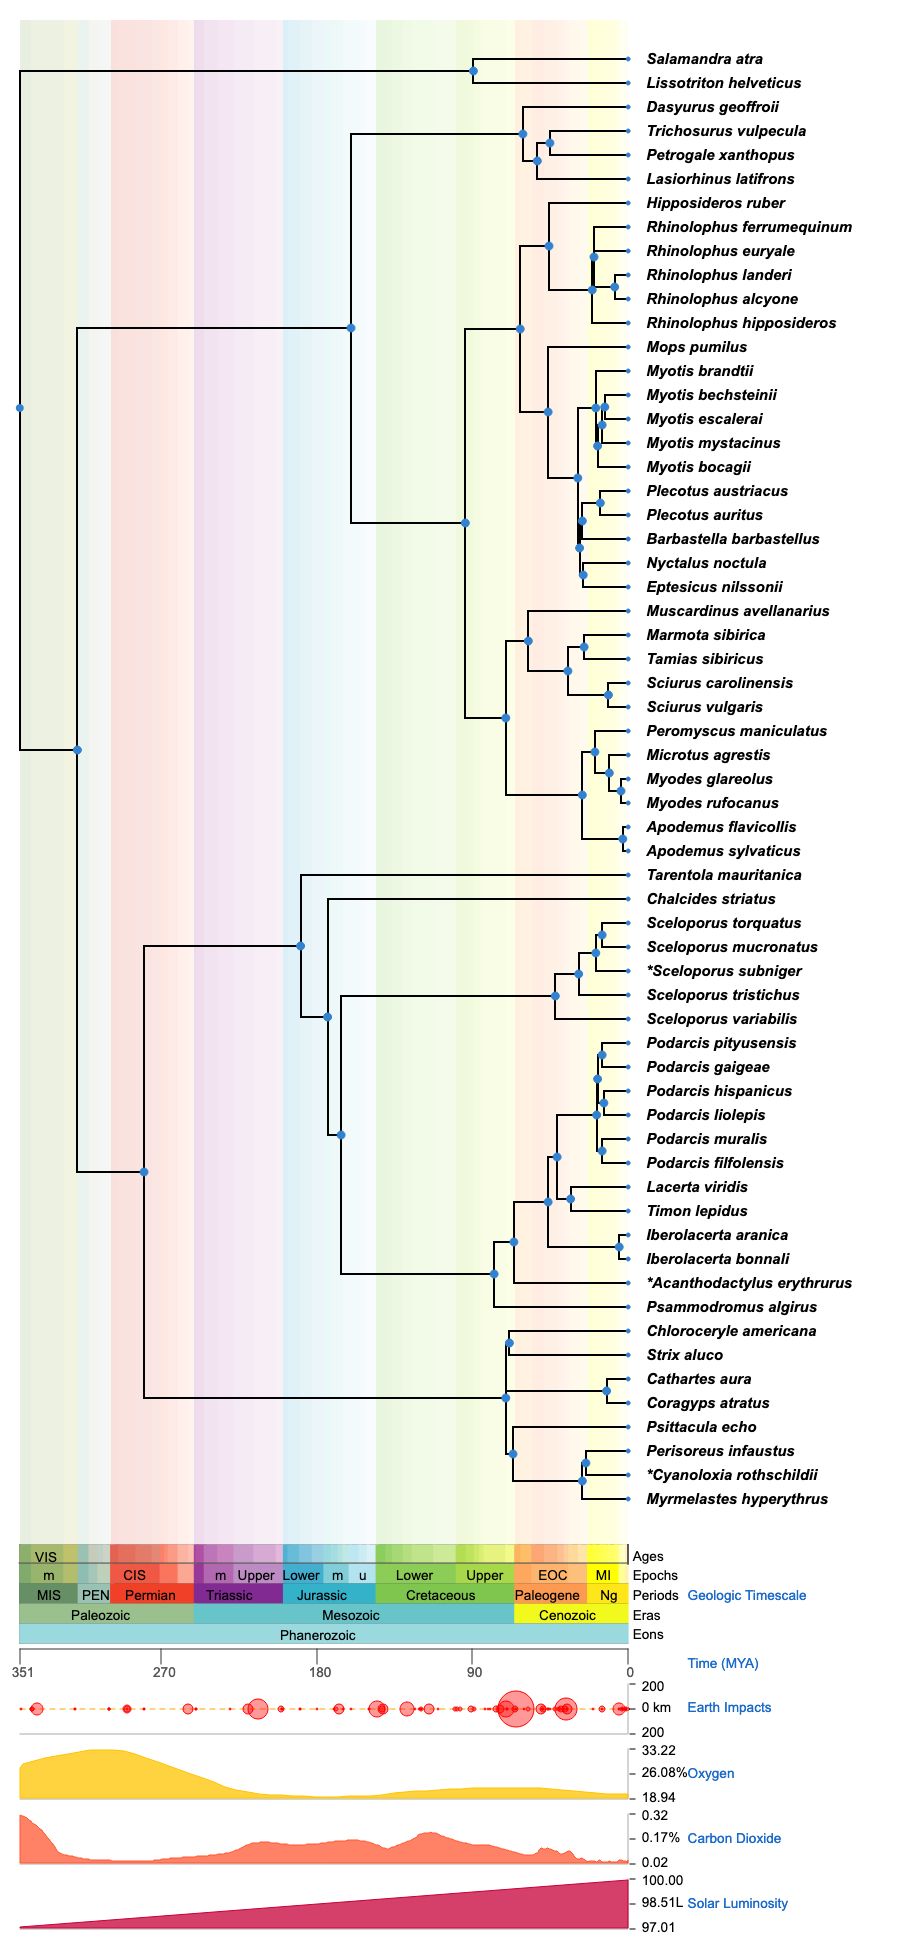 Salamandra atra
Lissotriton helveticus
Dasyurus geoffroii
Trichosurus vulpecula
Petrogale xanthopus
Lasiorhinus latifrons
Hipposideros ruber
Rhinolophus ferrumequinum
Rhinolophus euryale
Rhinolophus landeri
Rhinolophus alcyone
Rhinolophus hipposideros
Mops pumilus
Myotis brandtii
Myotis bechsteinii
Myotis escalerai
Myotis mystacinus
Myotis bocagii
Plecotus austriacus
Plecotus auritus
Barbastella barbastellus
Nyctalus noctula
Eptesicus nilssonii
Muscardinus avellanarius
Marmota sibirica
Tamias sibiricus
Sciurus carolinensis
Sciurus vulgaris
Peromyscus maniculatus
Microtus agrestis
Myodes glareolus
Myodes rufocanus
Apodemus flavicollis
Apodemus sylvaticus
Tarentola mauritanica
Chalcides striatus
Sceloporus torquatus
Sceloporus mucronatus
*Sceloporus subniger
Sceloporus tristichus
Sceloporus variabilis
Podarcis pityusensis
Podarcis gaigeae
Podarcis hispanicus
Podarcis liolepis
Podarcis muralis
Podarcis filfolensis
Lacerta viridis
Timon lepidus
Iberolacerta aranica
Iberolacerta bonnali
*Acanthodactylus erythrurus
Psammodromus algirus
Chloroceryle americana
Strix aluco
Cathartes aura
Coragyps atratus
Psittacula echo
Perisoreus infaustus
*Cyanoloxia rothschildii
Myrmelastes hyperythrus
VIS Ages
m CIS m Upper Lower m u Lower Upper EOC MI Epochs
MIS PEN Permian Triassic Jurassic Cretaceous Paleogene Ng Periods Geologic Timescale
Paleozoic Mesozoic Cenozoic Eras
Phanerozoic Eons
351 270 180 90 0 Time (MYA)
200
0 km Earth Impacts
200
33.22
26.08% Oxygen
18.94
0.32
0.17% Carbon Dioxide
0.02
100.00
98.51L Solar Luminosity
97.01